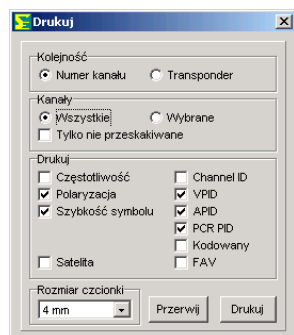 Drukuj
Kolejność
Numer kanału Transponder
Kanały
Wszystkie Wybrane
Tylko nie przeskakiwane
Drukuj
Częstotliwość Channel ID
Polaryzacja VPID
Szybkość symbolu APID
PCR PID
Kodowany
Satelita FAV
Rozmiar czcionki
4 mm Przerwij Drukuj